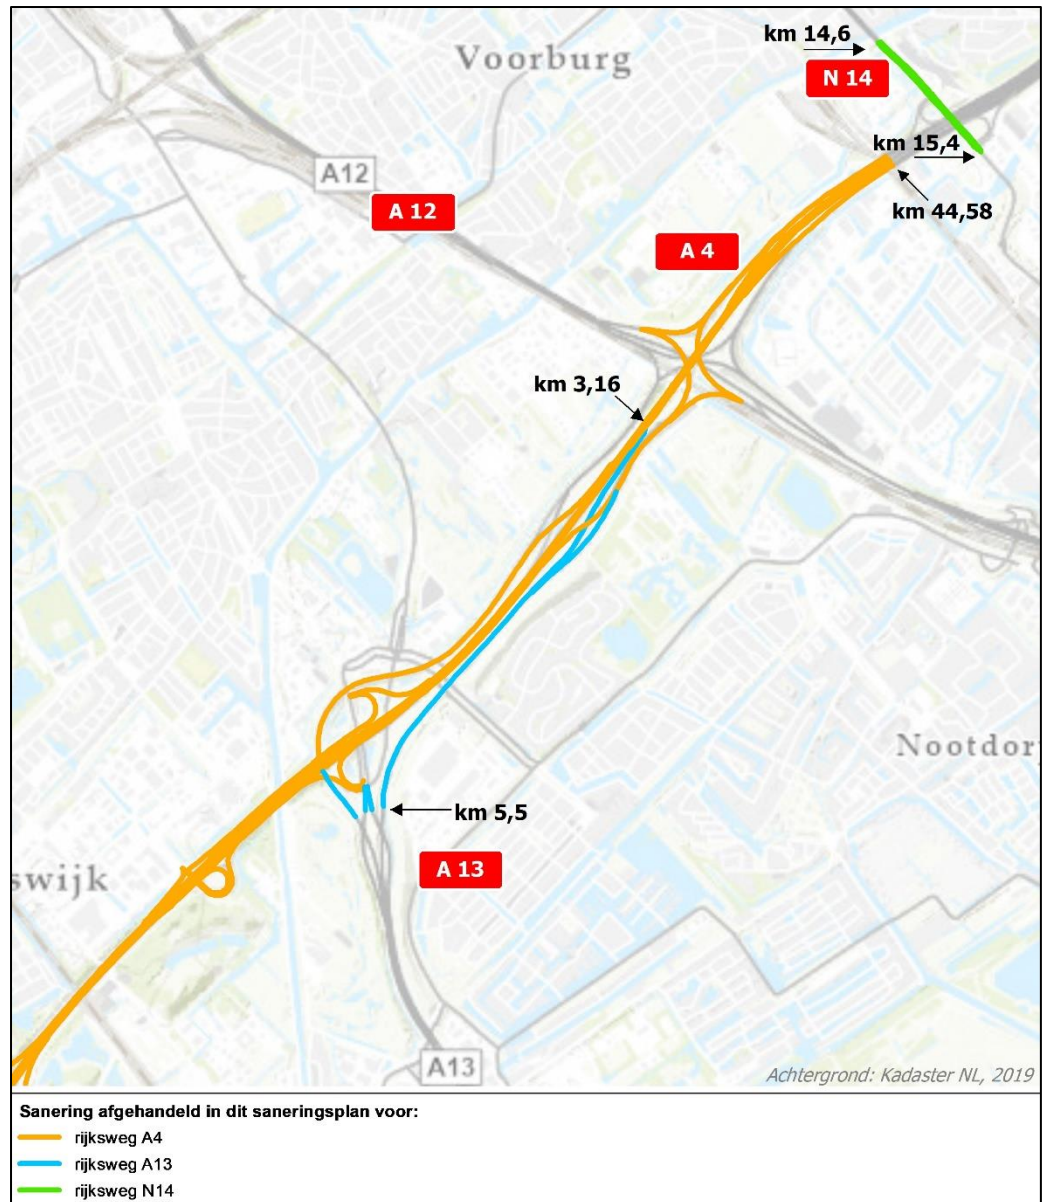 km 14,6
Voorburg
N 14
km 15,4
A12
A 12
km 44,58
A 4
km 3,16
Nootdor
km 5,5
A 13
swijk
A13
Achtergrond: Kadaster NL, 2019
Sanering afgehandeld in dit saneringsplan voor:
rijksweg A4
rijksweg A13
rijksweg N14